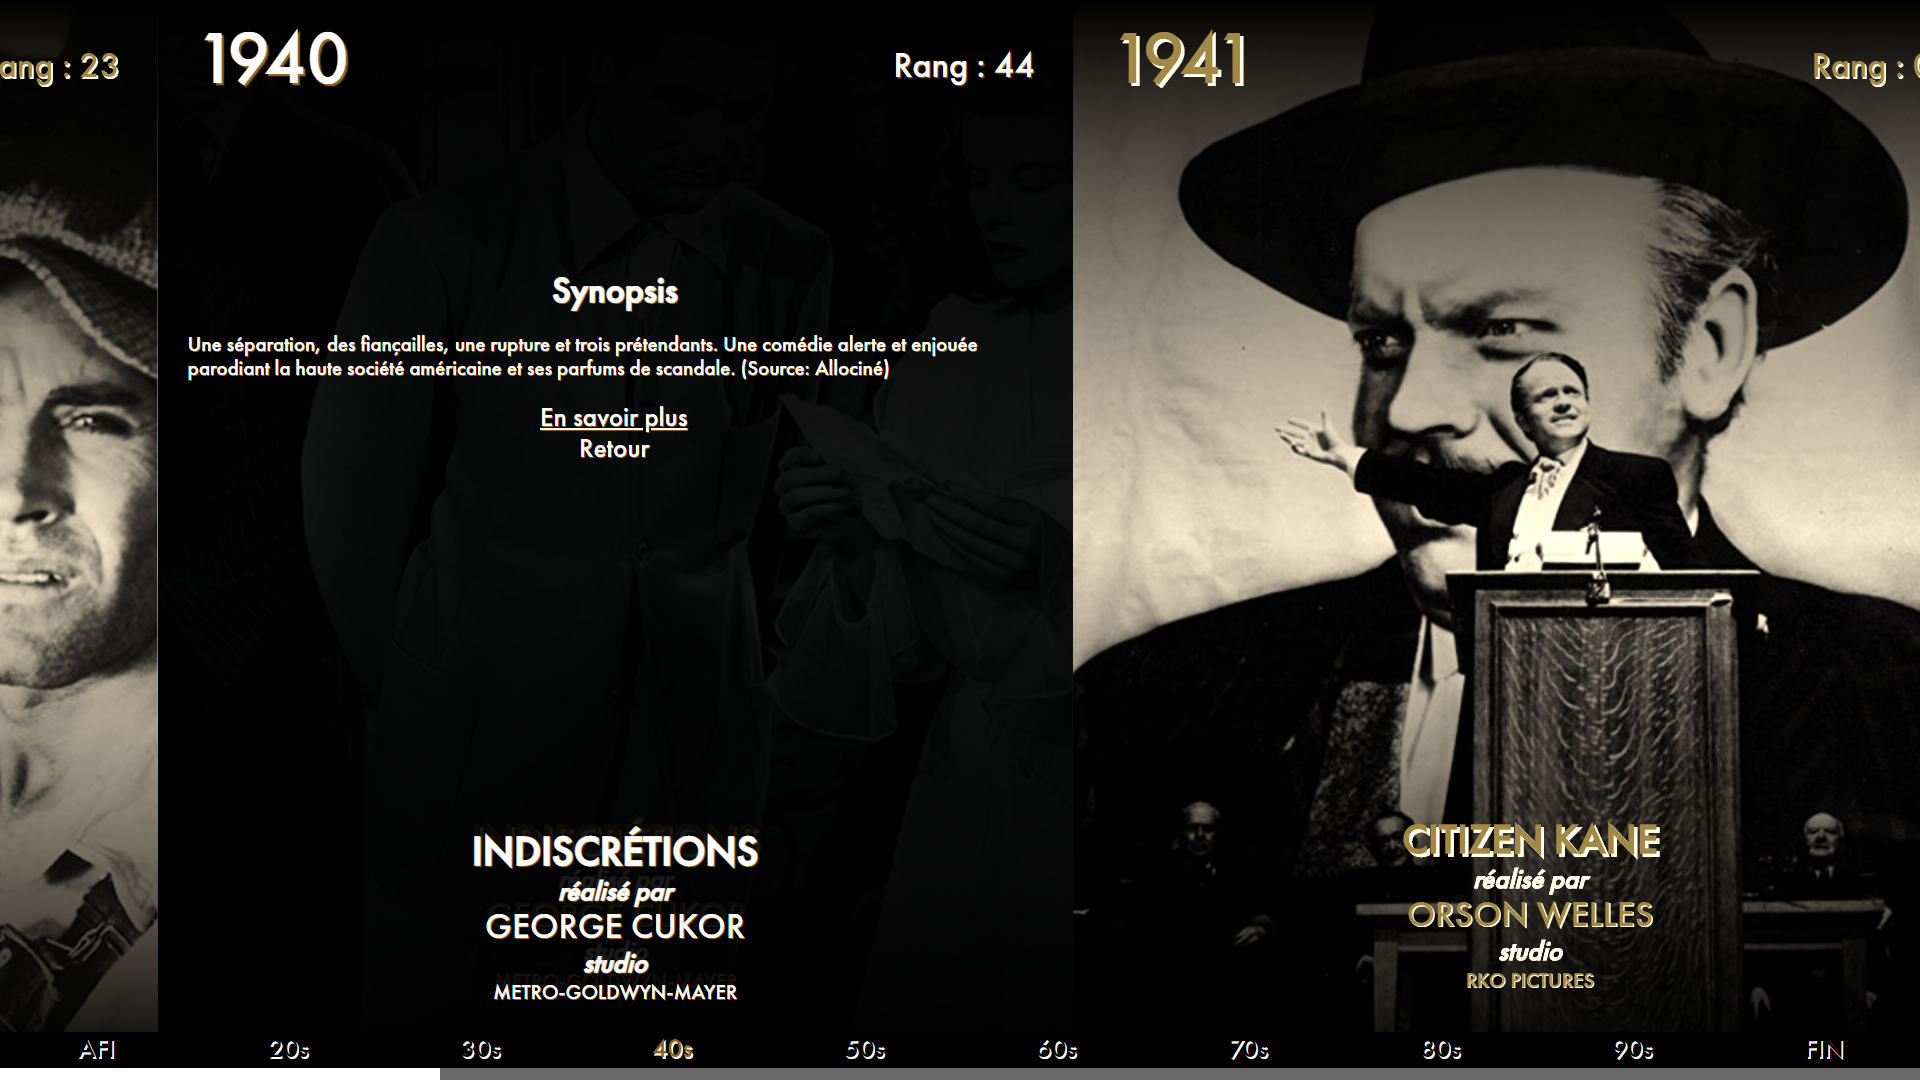 ang : 23
1940
Rang : 44
Synopsis
Une séparation, des fiançailles, une rupture et trois prétendants. Une comédie alerte et enjouée
parodiant la haute société américaine et ses parfums de scandale. (Source: Allociné)
En savoir plus
Retour
INDISCRÉTIONS
réalisé par
GEORGE CUKOR
studio
METRO-GOLDWYN-MAYER
1941
Rang :
CITIZEN KANE
réalisé par
ORSON WELLES
studio
RKO PICTURES
AFI
20s
30s
40s
50s
60s
70s
80s
90s
FIN